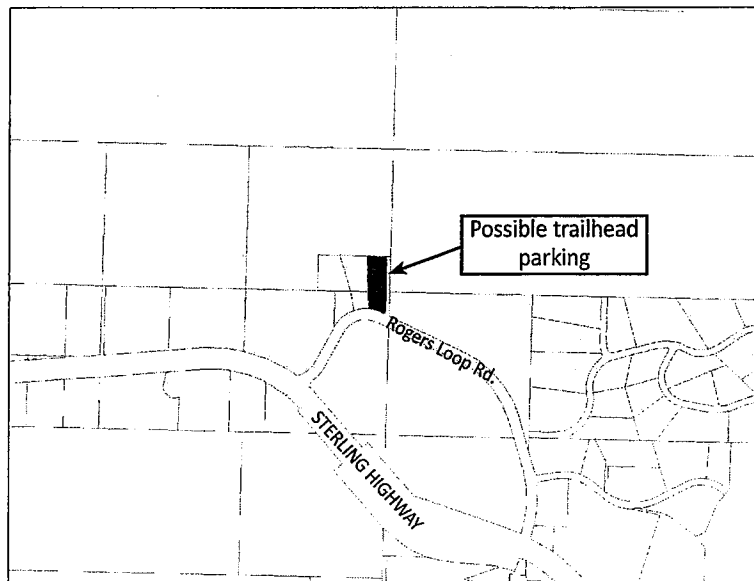 Possible trailhead
parking
Rogers Loop Rd.
STERLING HIGHWAY